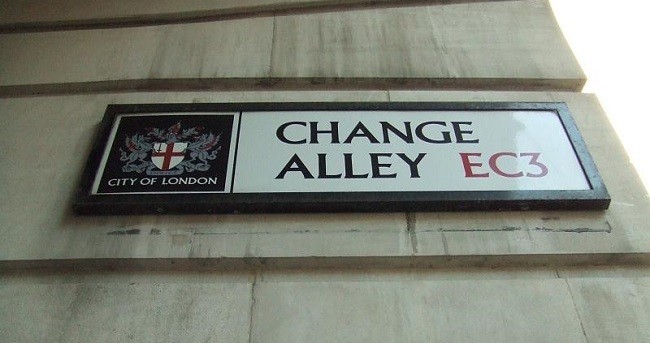 CHANGE
ALLEY EC3
CITY OF LONDON